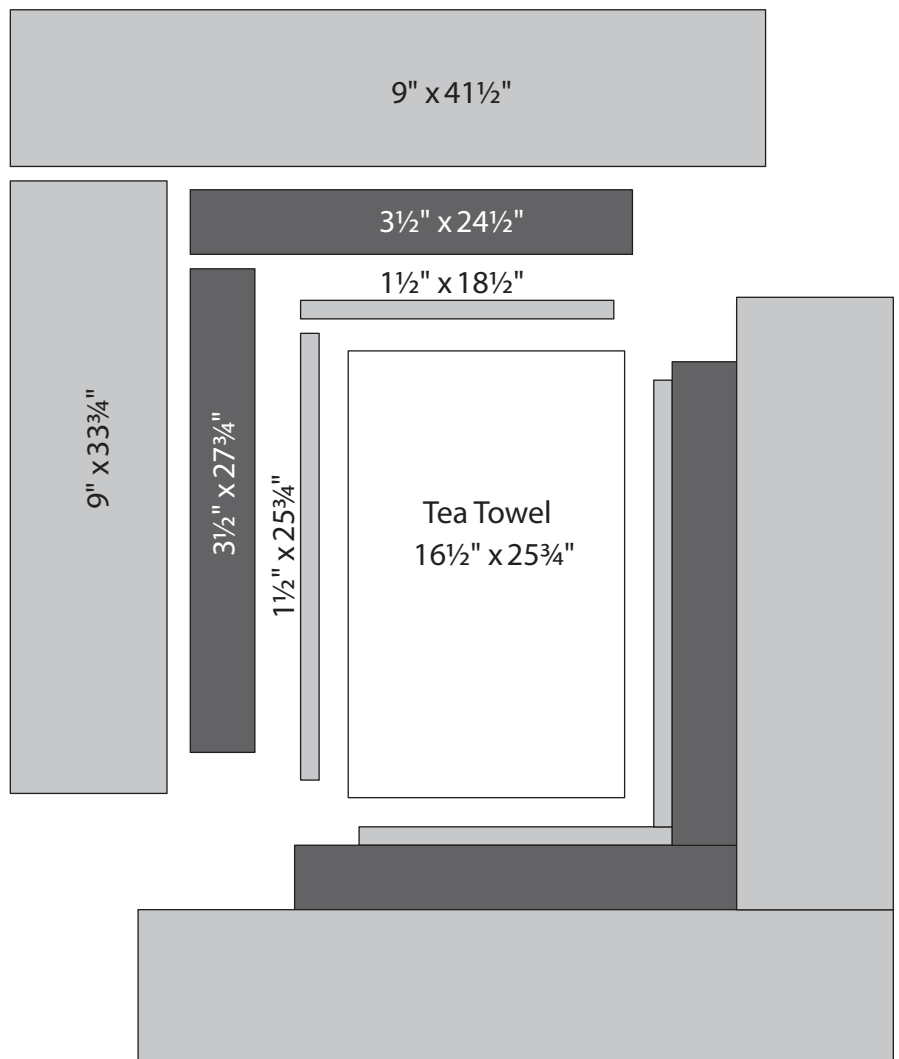 9" x 41½"
3½" x 24½"
1½" x 18½"
9" x 33¾"
3½" x 27¾"
1½" x 25¾"
Tea Towel
16½" x 25¾"